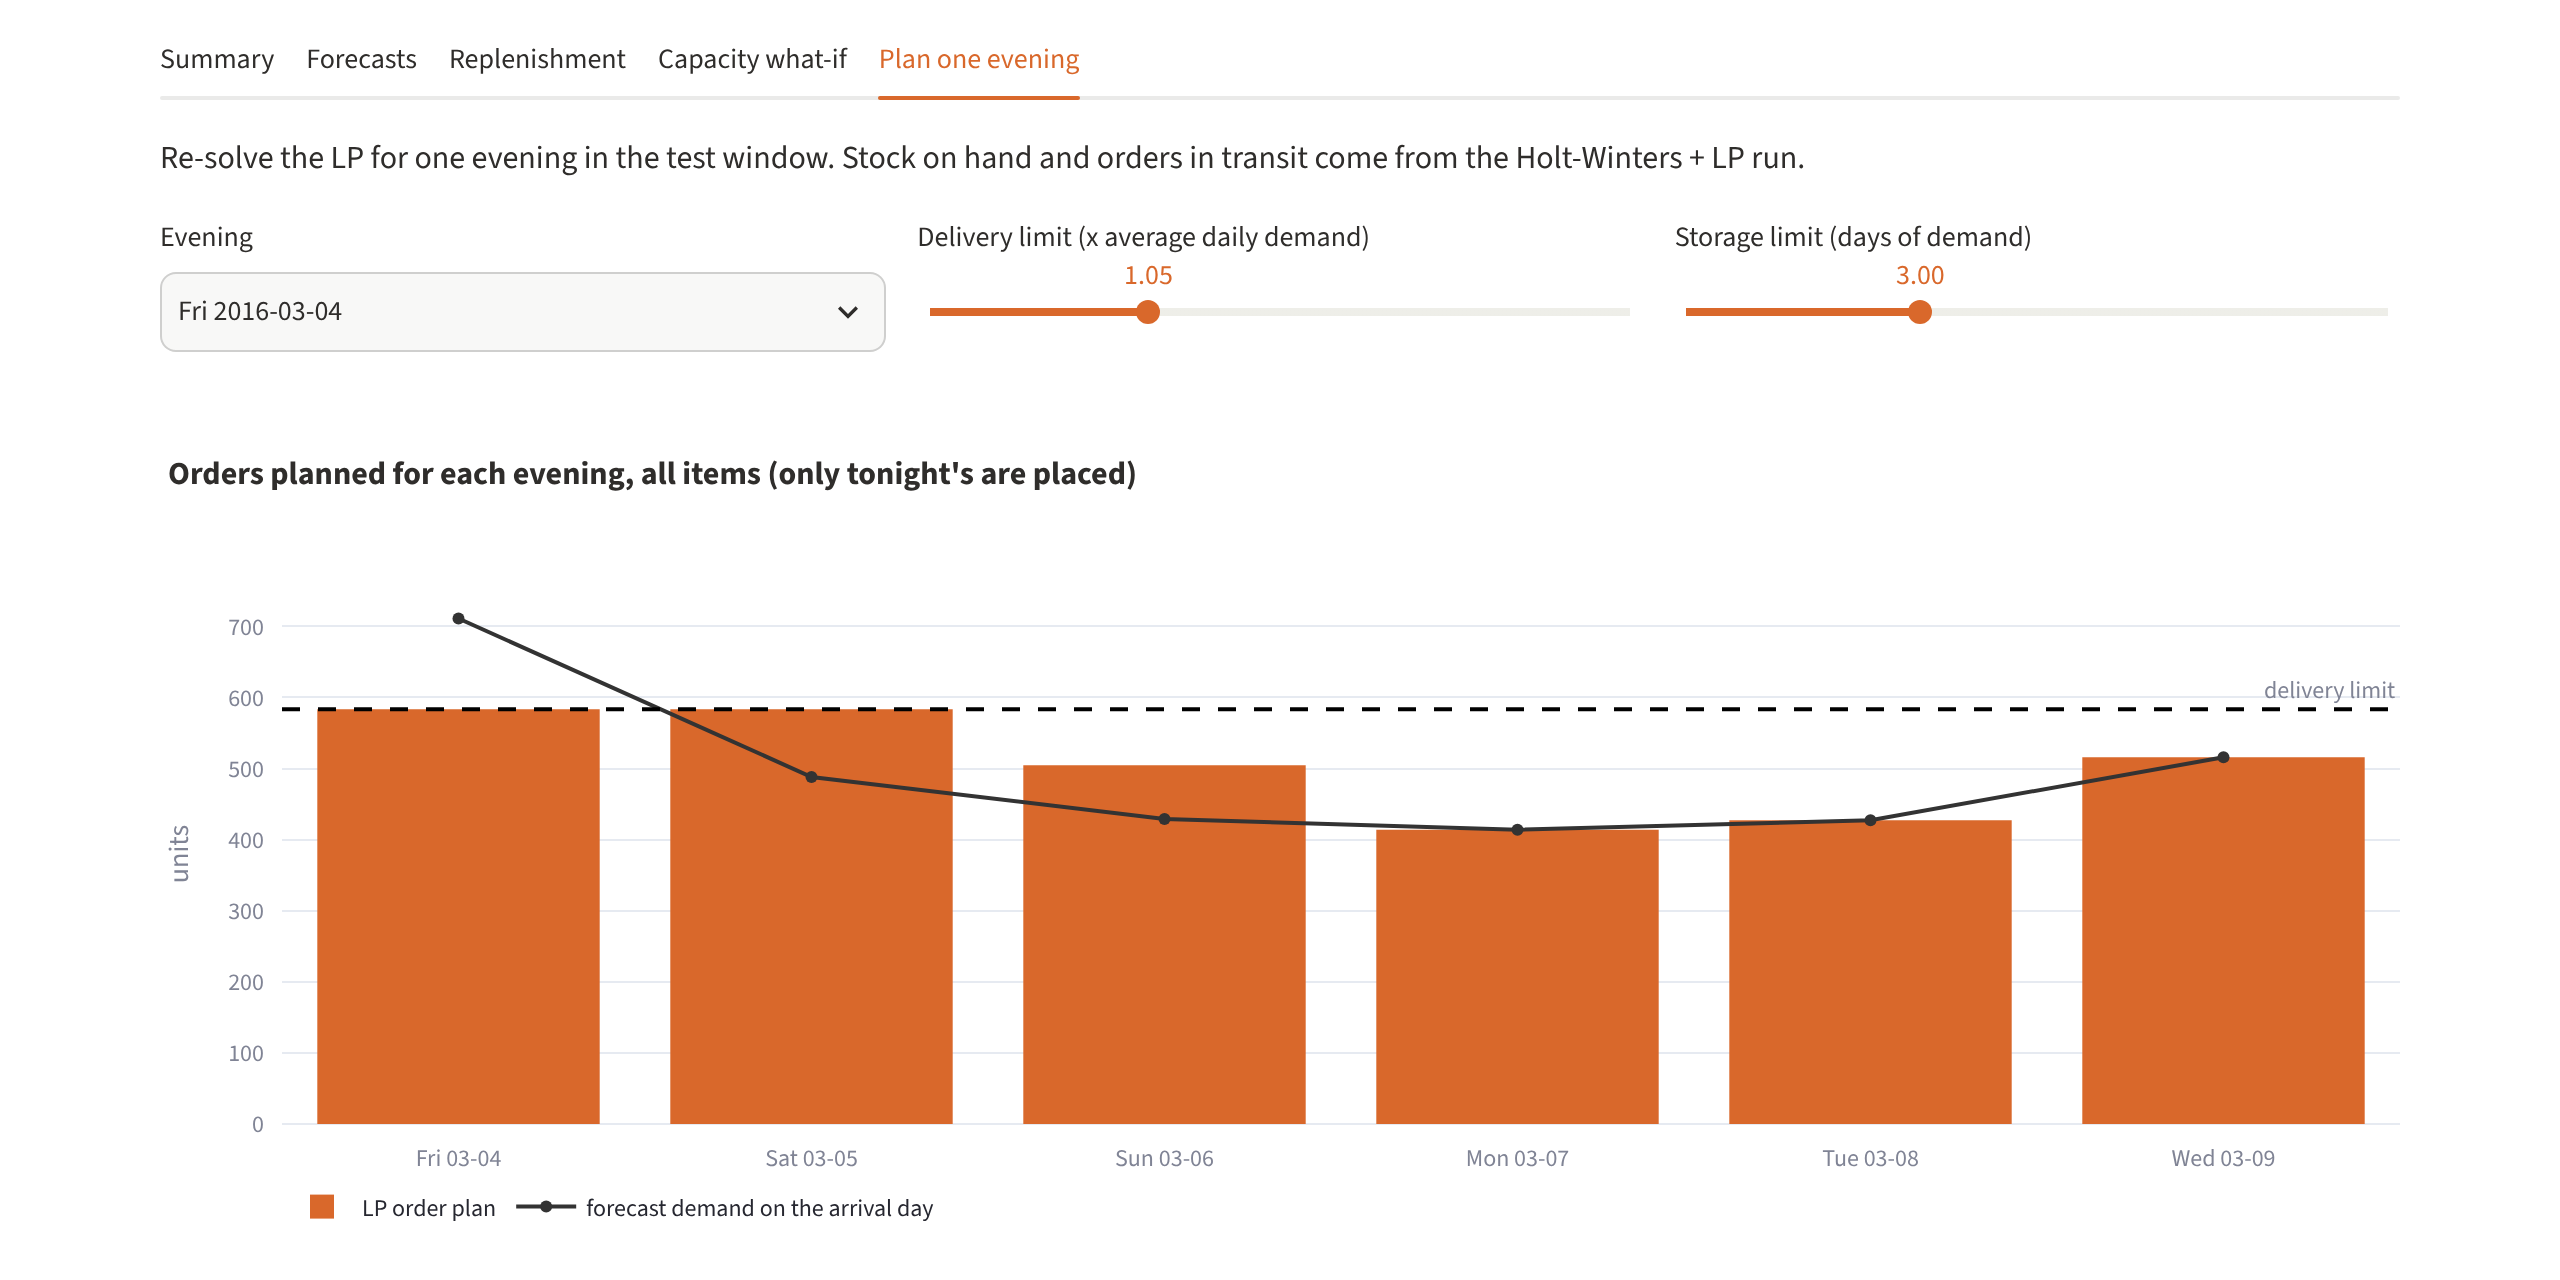 Summary Forecasts Replenishment Capacity what-if Plan one evening
Re-solve the LP for one evening in the test window. Stock on hand and orders in transit come from the Holt-Winters + LP run.
Evening
Fri 2016-03-04
Delivery limit (x average daily demand)
1.05
Storage limit (days of demand)
3.00
Orders planned for each evening, all items (only tonight's are placed)
units
700
600
500
400
300
200
100
0
delivery limit
Fri 03-04 Sat 03-05 Sun 03-06 Mon 03-07 Tue 03-08 Wed 03-09
LP order plan forecast demand on the arrival day